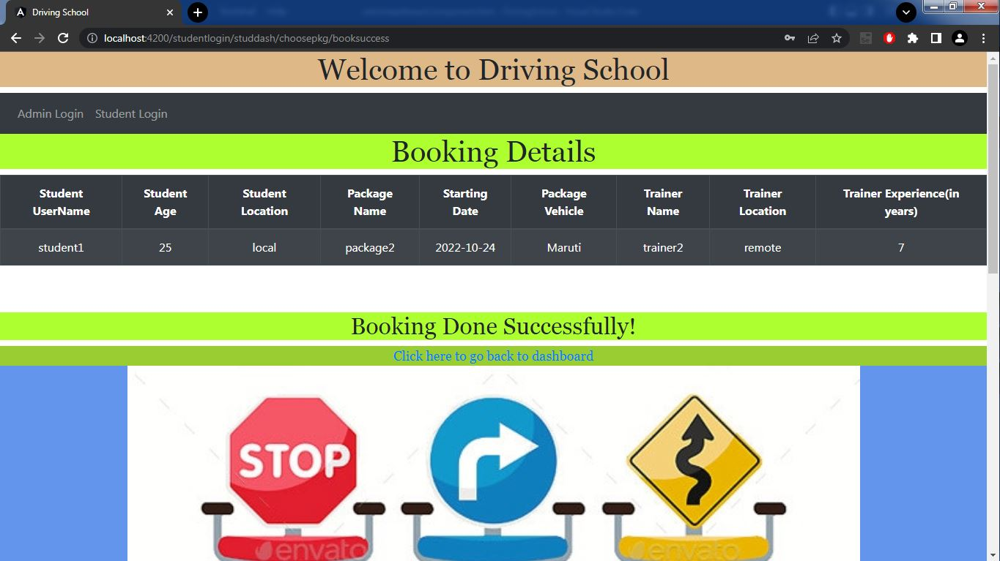 Driving School
localhost:4200/studentlogin/studdash/choosepkg/booksuccess
Welcome to Driving School
Admin Login Student Login
Booking Details
Student UserName Student Age Student Location Package Name Starting Date Package Vehicle Trainer Name Trainer Location Trainer Experience(in years)
student1 25 local package2 2022-10-24 Maruti trainer2 remote 7
Booking Done Successfully!
Click here to go back to dashboard
STOP
envato envato envato